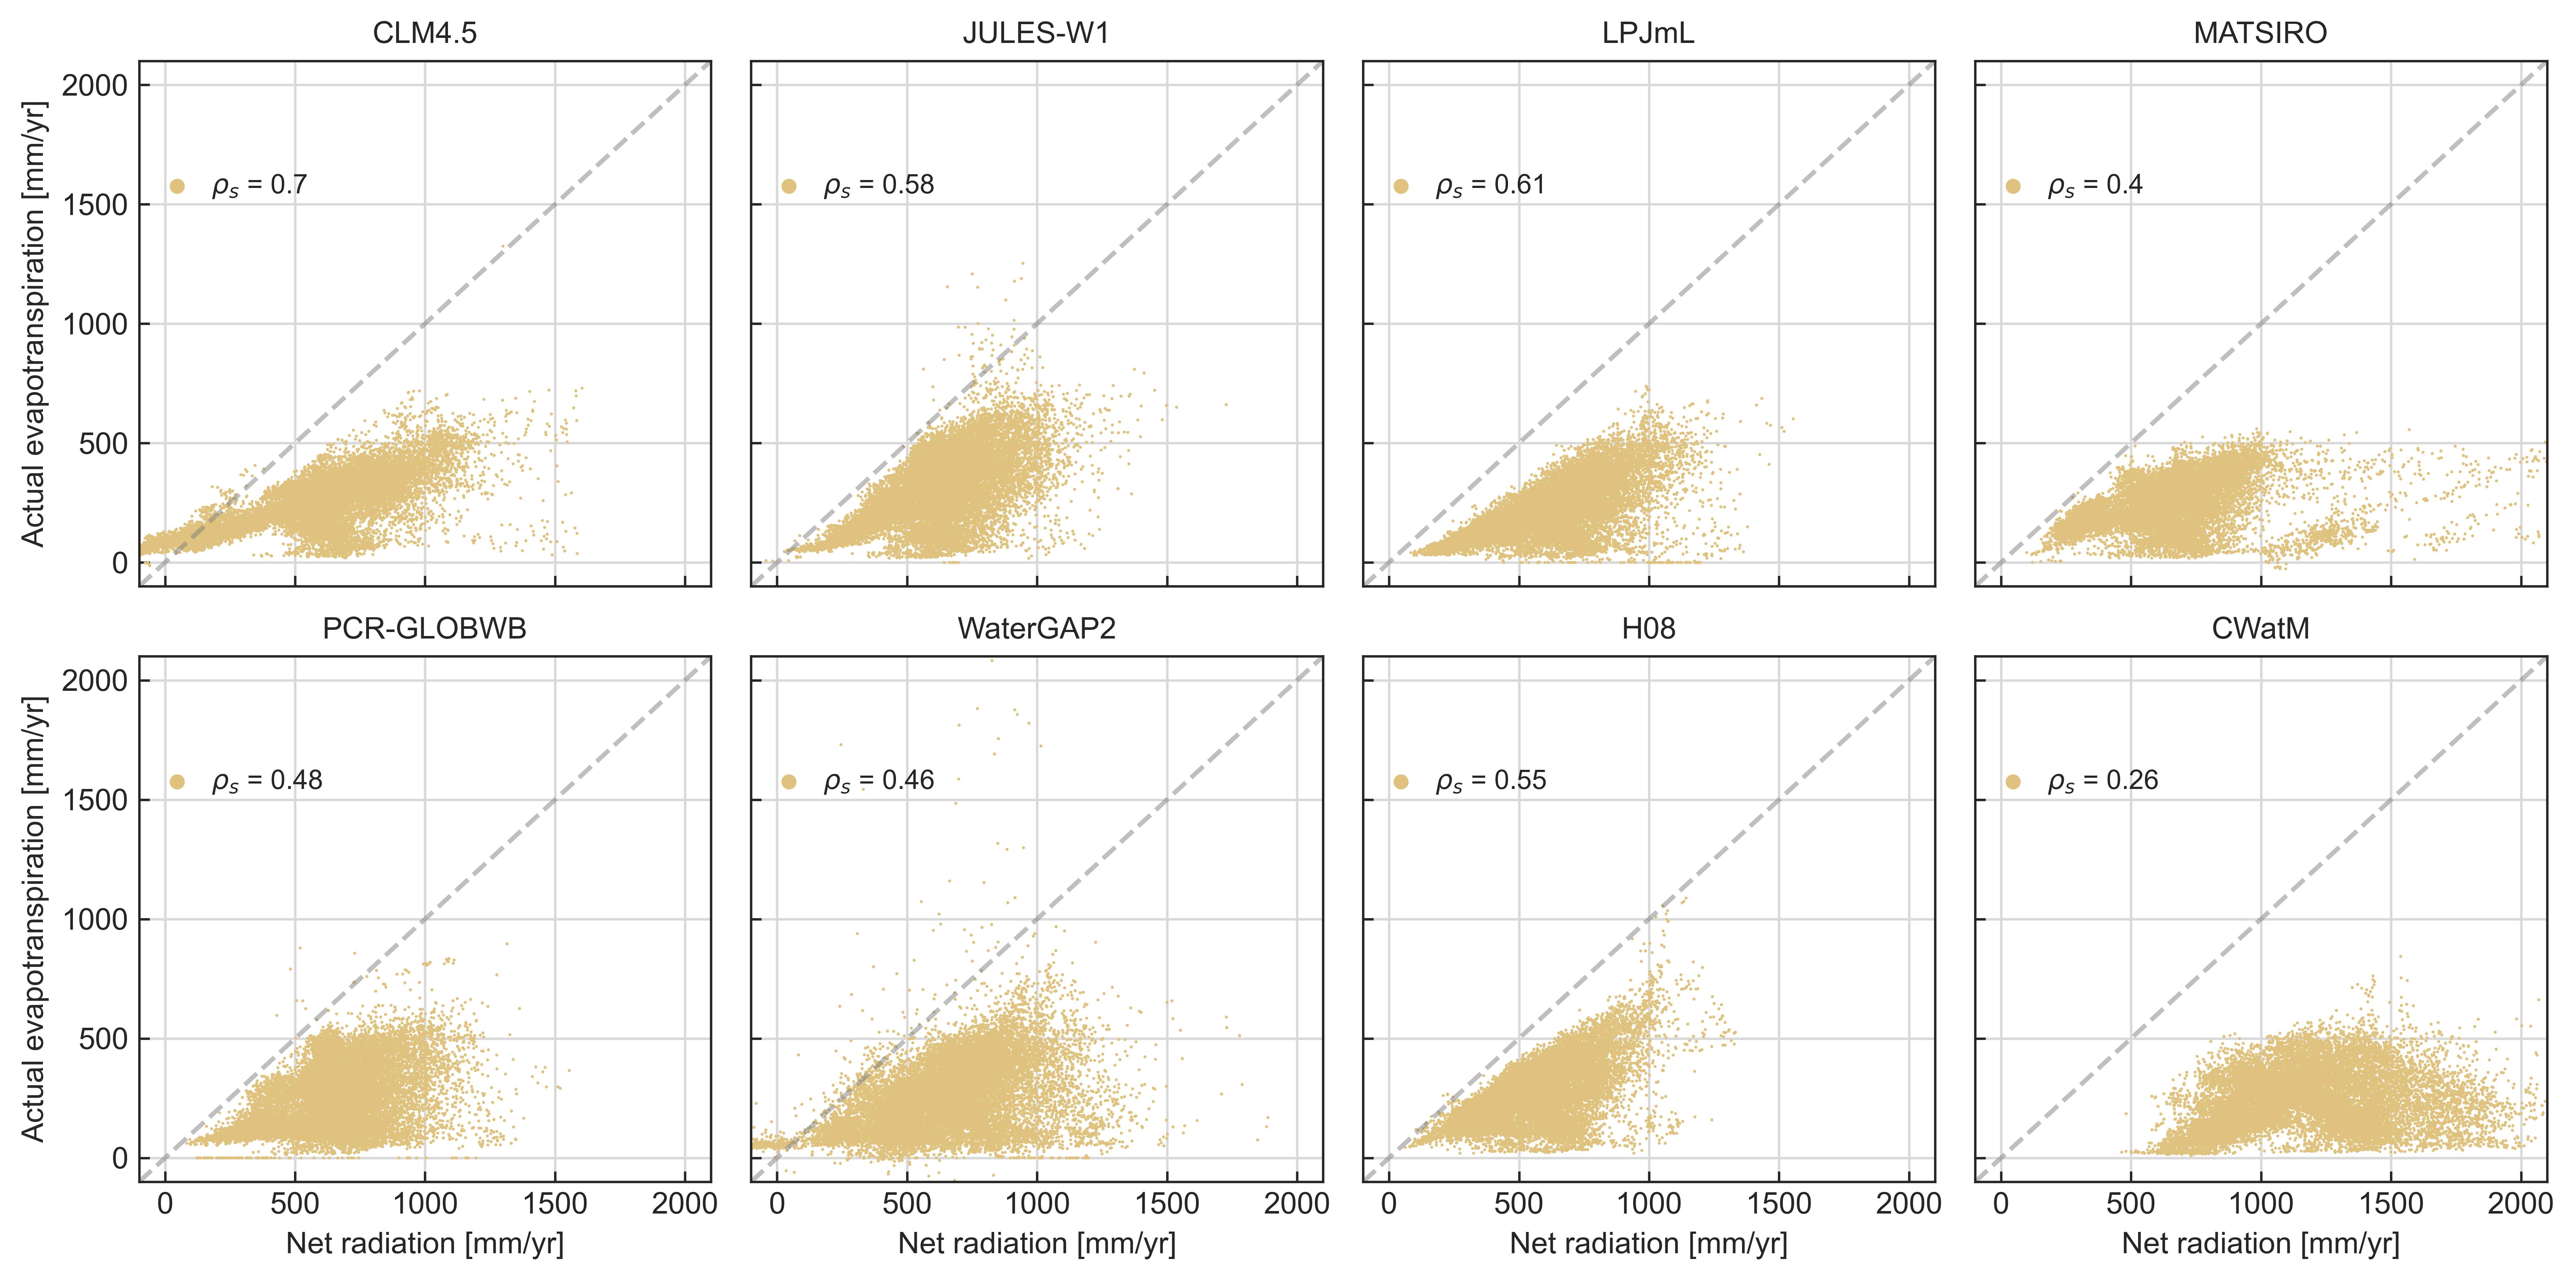 CLM4.5
JULES-W1
LPJmL
MATSIRO
Actual evapotranspiration [mm/yr]
2000
1500
1000
500
0
ρs = 0.7
ρs = 0.58
ρs = 0.61
ρs = 0.4
PCR-GLOBWB
WaterGAP2
H08
CWatM
Actual evapotranspiration [mm/yr]
2000
1500
1000
500
0
ρs = 0.48
ρs = 0.46
ρs = 0.55
ρs = 0.26
0 500 1000 1500 2000
0 500 1000 1500 2000
0 500 1000 1500 2000
0 500 1000 1500 2000
Net radiation [mm/yr]
Net radiation [mm/yr]
Net radiation [mm/yr]
Net radiation [mm/yr]